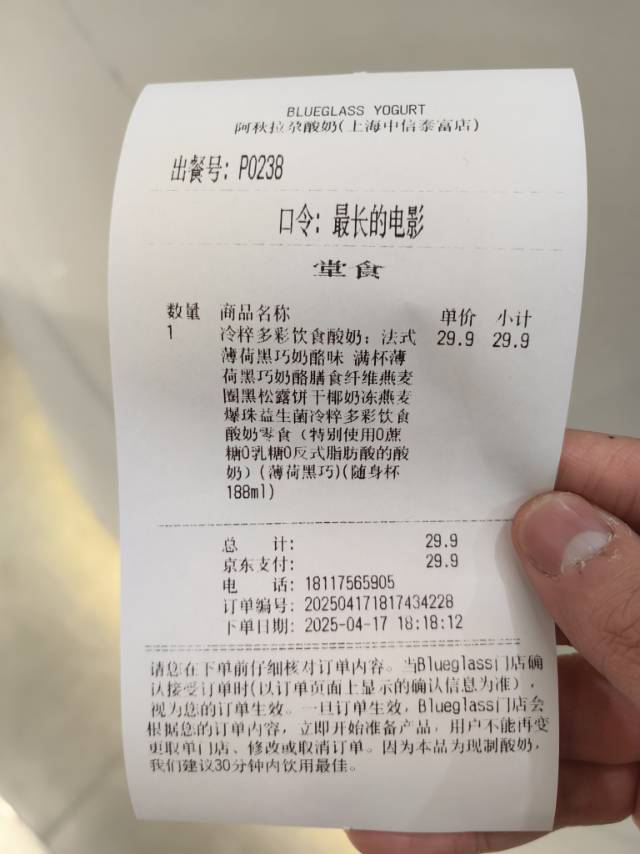 BLUEGLASS YOGURT
阿秋拉尕酸奶(上海中信泰富店)
出餐号: P0238
口令: 最长的电影
堂食
数量 商品名称 单价 小计
1 冷粹多彩饮食酸奶: 法式 29.9 29.9
薄荷黑巧奶酪味 满杯薄
荷黑巧奶酪膳食纤维燕麦
圈黑松露饼干椰奶冻燕麦
爆珠益生菌冷粹多彩饮食
酸奶零食 (特别使用0蔗
糖0乳糖0反式脂肪酸的酸
奶) (薄荷黑巧)(随身杯
188ml)
总 计: 29.9
京东支付: 29.9
电 话: 18117565905
订单编号: 202504171817434228
下单日期: 2025-04-17 18:18:12
请您在下单前仔细核对订单内容。当Blueglass门店确
认接受订单时(以订单页面上显示的确认信息为准),
视为您的订单生效。一旦订单生效, Blueglass门店会
根据您的订单内容, 立即开始准备产品, 用户不能再变
更取单门店、修改或取消订单。因为本品为现制酸奶,
我们建议30分钟内饮用最佳。